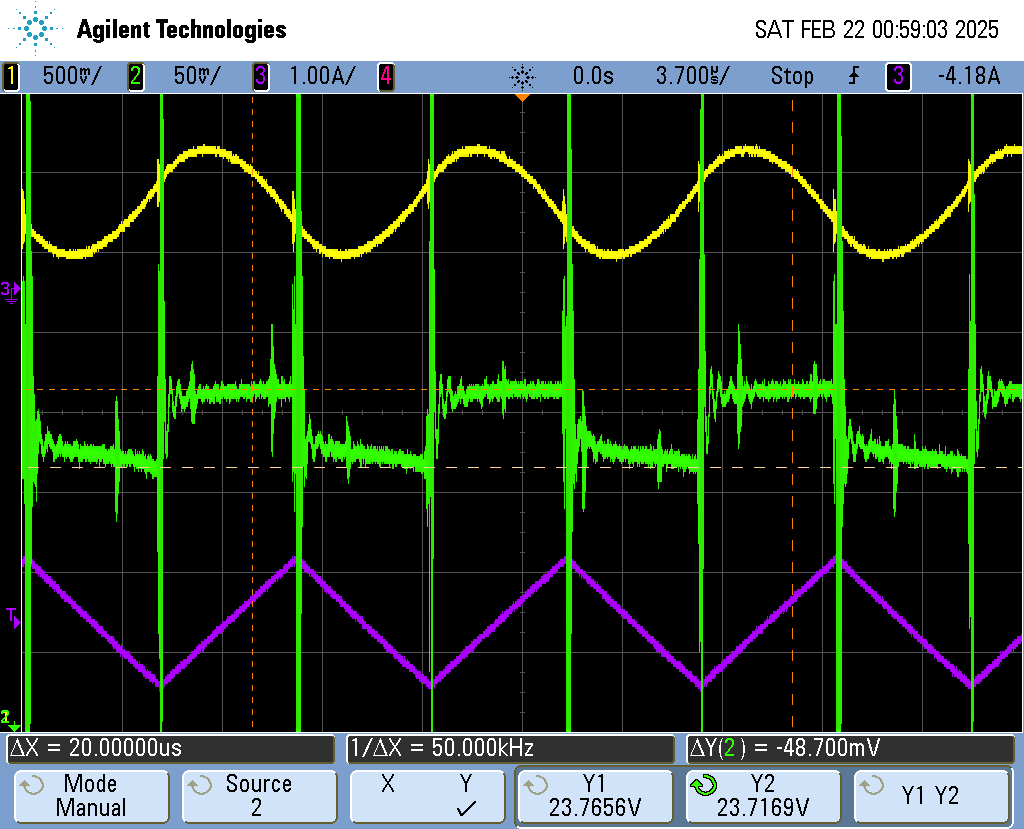 Agilent Technologies
SAT FEB 22 00:59:03 2025
1 500mV/ 2 50mV/ 3 1.00A/ 4 0.0s 3.700µs/ Stop 3 -4.18A
3
T
2
ΔX = 20.00000us
1/ΔX = 50.000kHz
ΔY(2) = -48.700mV
Mode
Manual
Source
2
X Y
✓
Y1
23.7656V
Y2
23.7169V
Y1 Y2